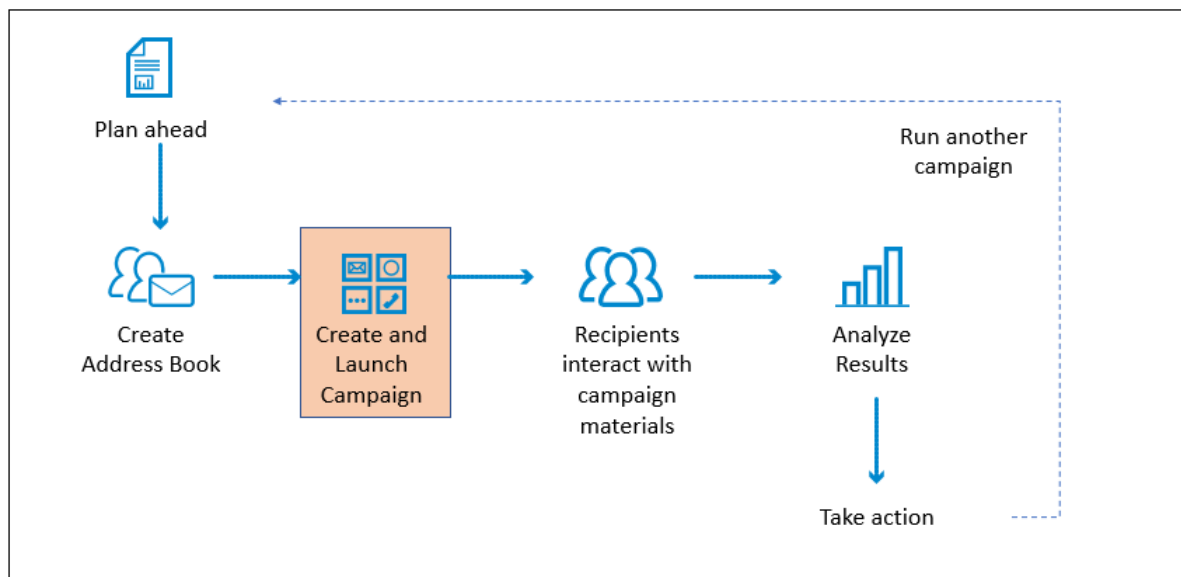 Plan ahead
Run another
campaign
Create
Address Book
Create and
Launch
Campaign
Recipients
interact with
campaign
materials
Analyze
Results
Take action